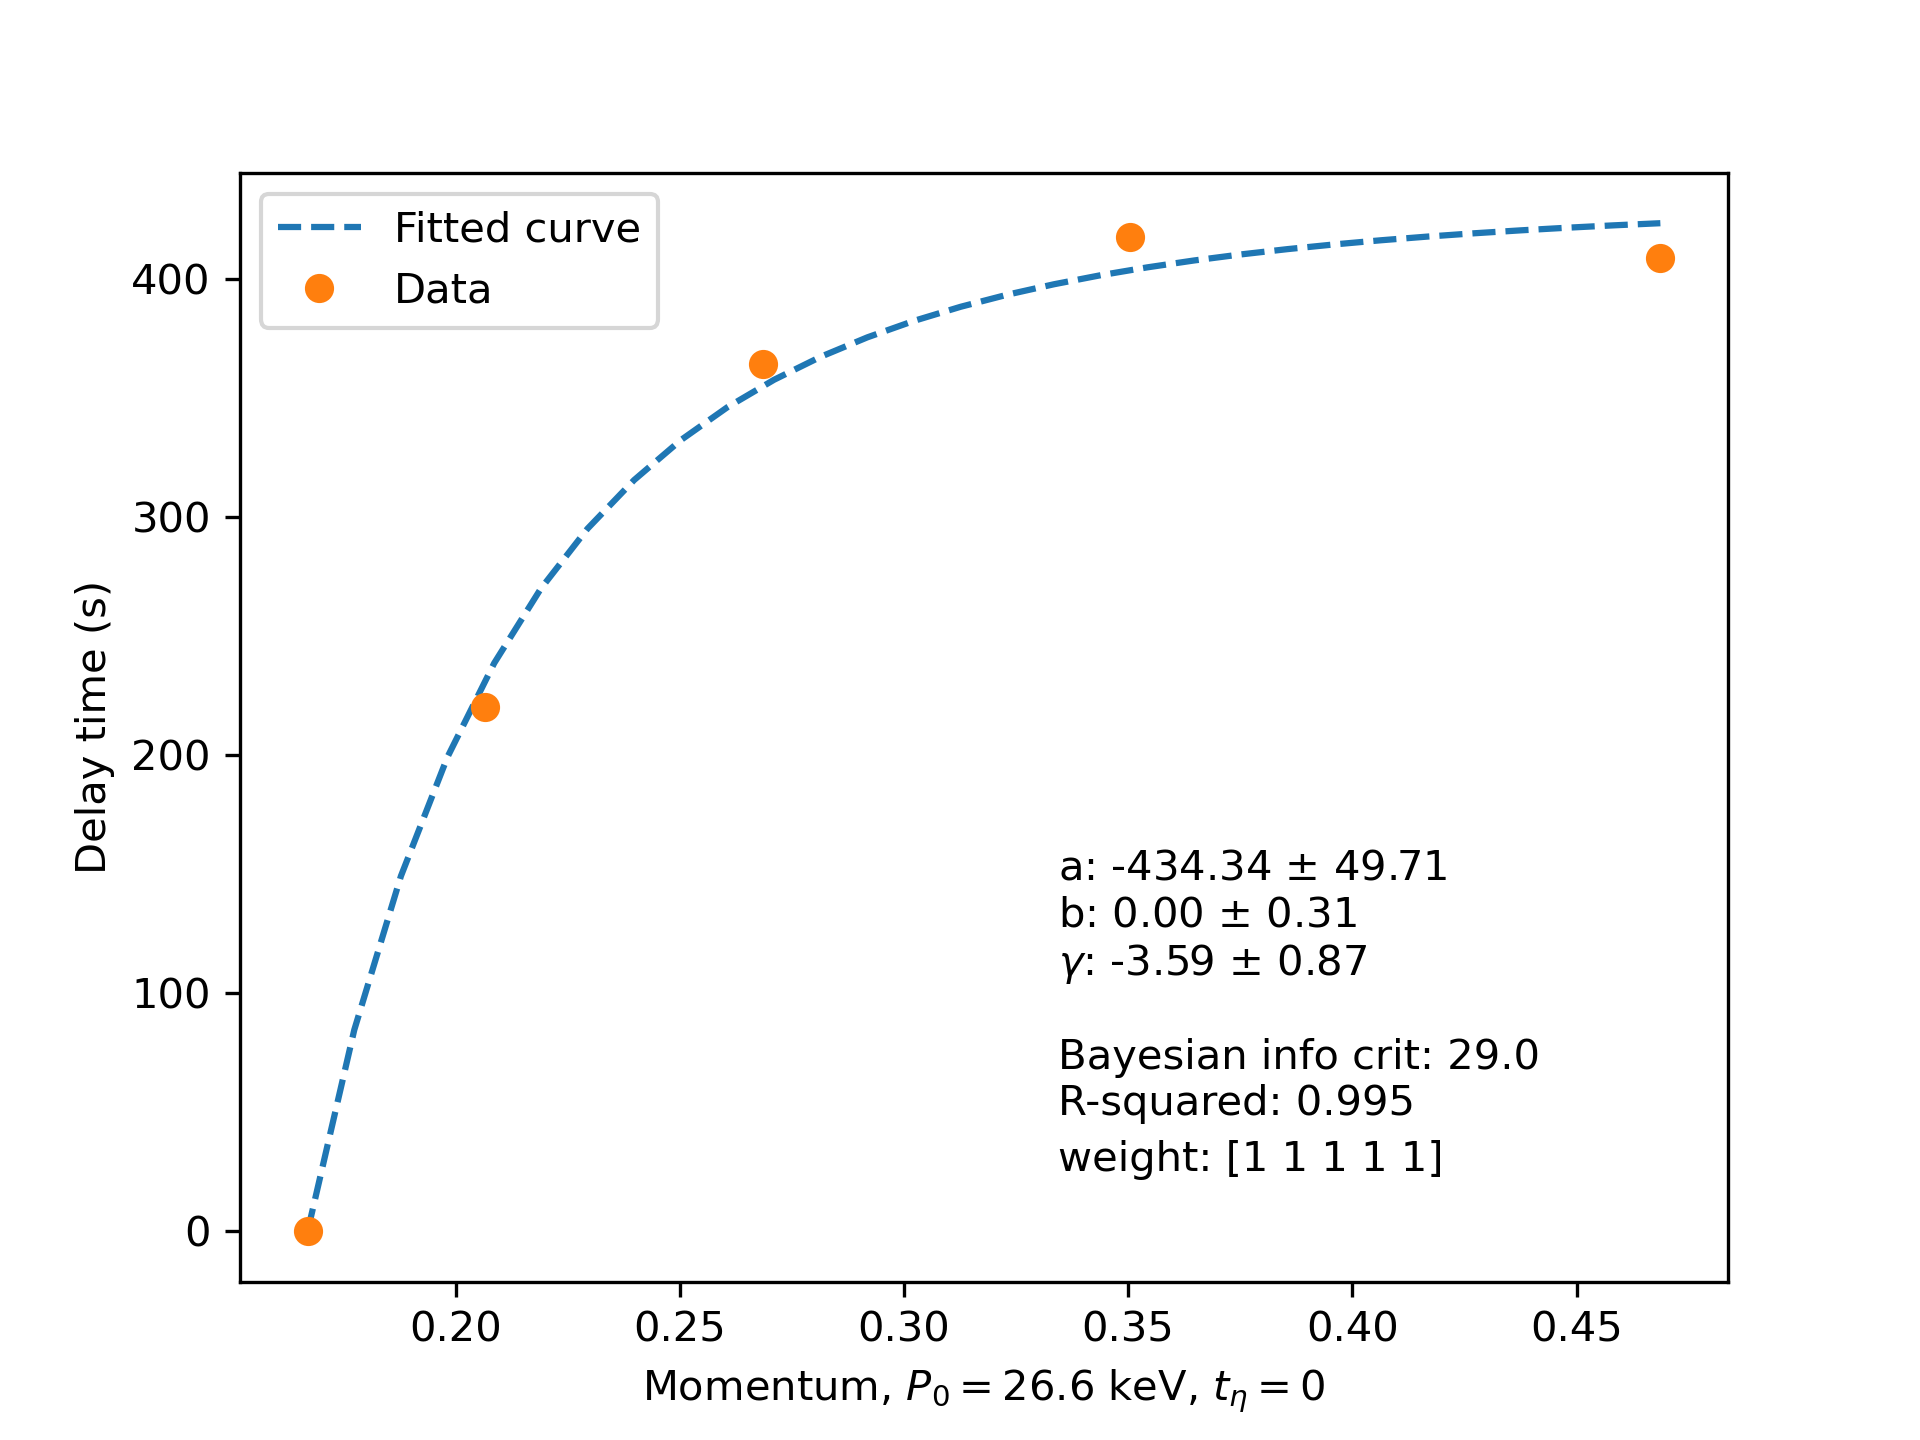 Fitted curve
Data
400
300
200
100
0
Delay time (s)
a: -434.34 ± 49.71
b: 0.00 ± 0.31
γ: -3.59 ± 0.87
Bayesian info crit: 29.0
R-squared: 0.995
weight: [1 1 1 1 1]
0.20 0.25 0.30 0.35 0.40 0.45
Momentum, P₀ = 26.6 keV, t_η = 0